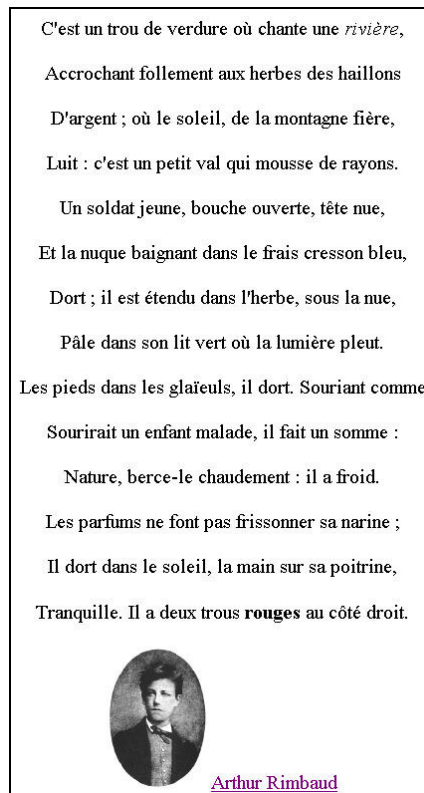 C'est un trou de verdure où chante une rivière,
Accrochant follement aux herbes des haillons
D'argent ; où le soleil, de la montagne fière,
Luit : c'est un petit val qui mousse de rayons.
Un soldat jeune, bouche ouverte, tête nue,
Et la nuque baignant dans le frais cresson bleu,
Dort ; il est étendu dans l'herbe, sous la nue,
Pâle dans son lit vert où la lumière pleut.
Les pieds dans les glaïeuls, il dort. Souriant comme
Sourirait un enfant malade, il fait un somme :
Nature, berce-le chaudement : il a froid.
Les parfums ne font pas frissonner sa narine ;
Il dort dans le soleil, la main sur sa poitrine,
Tranquille. Il a deux trous rouges au côté droit.
Arthur Rimbaud